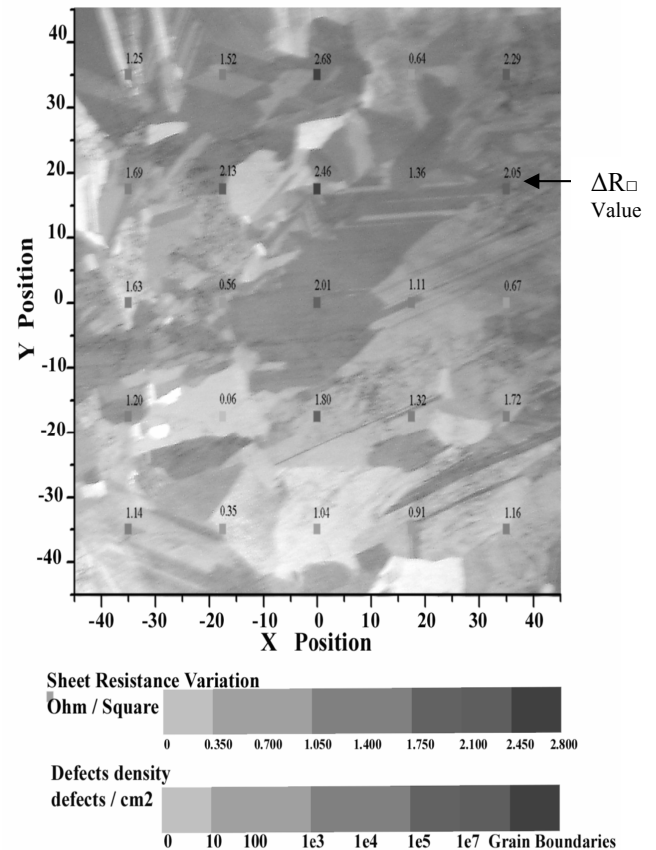 40
1.25 1.52 2.68 0.64 2.29
30
20
1.69 2.13 2.46 1.36 2.05
ΔR□
Value
10
1.63 0.56 2.01 1.11 0.67
0
Y Position
-10
1.20 0.06 1.80 1.32 1.72
-20
-30
1.14 0.35 1.04 0.91 1.16
-40
-40 -30 -20 -10 0 10 20 30 40
X Position
Sheet Resistance Variation
Ohm / Square
0 0.350 0.700 1.050 1.400 1.750 2.100 2.450 2.800
Defects density
defects / cm2
0 10 100 1e3 1e4 1e5 1e7 Grain Boundaries